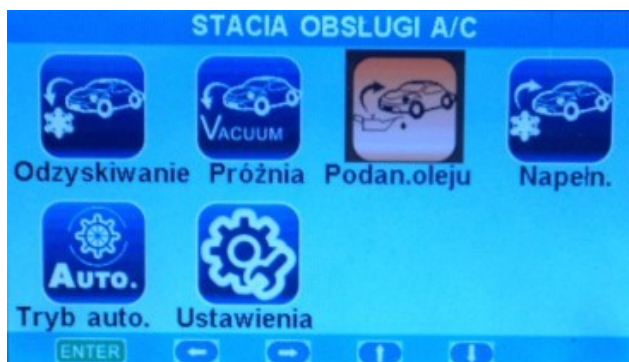 STACIA OBSŁUGI A/C
VACUUM
Odzyskiwanie Próżnia Podan.oleju Napełn.
AUTO.
Tryb auto. Ustawienia
ENTER